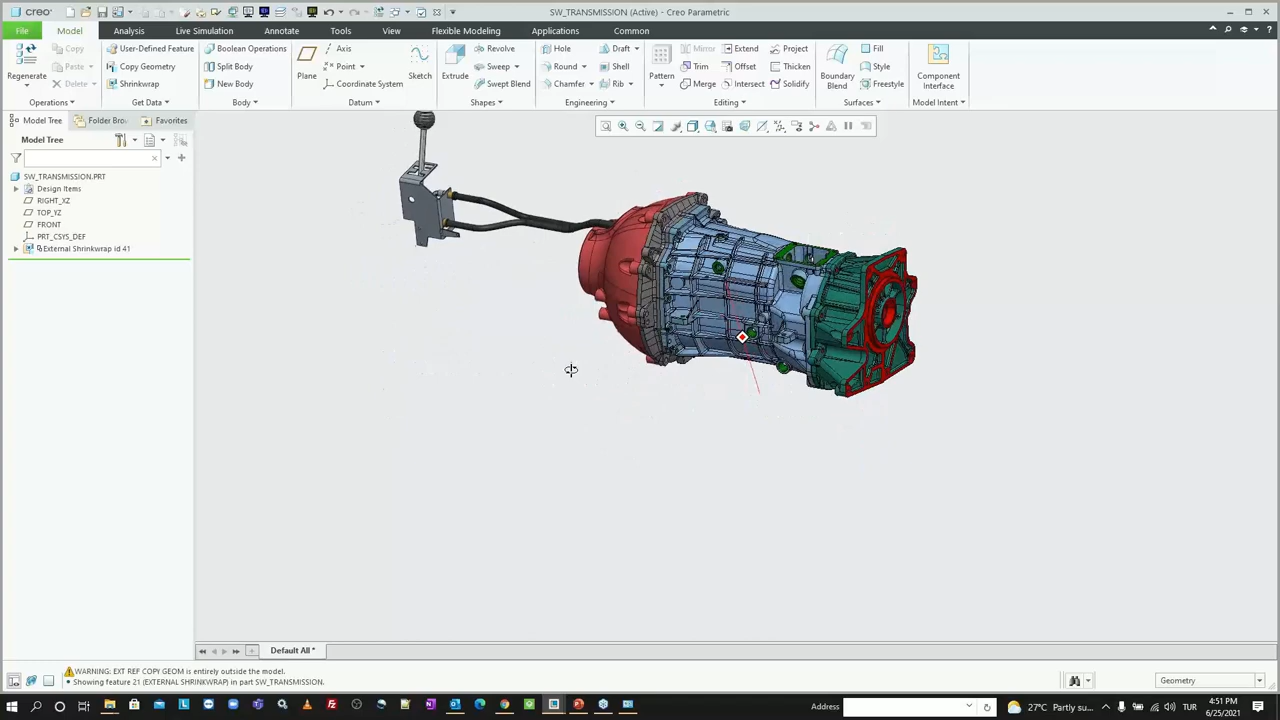 creo
SW_TRANSMISSION (Active) - Creo Parametric
File Model Analysis Live Simulation Annotate Tools View Flexible Modeling Applications Common
Regenerate
Copy
Paste
Delete
Operations
User-Defined Feature
Copy Geometry
Shrinkwrap
Get Data
Boolean Operations
Split Body
New Body
Body
Plane
Axis
Point
Coordinate System
Sketch
Datum
Extrude
Revolve
Sweep
Swept Blend
Shapes
Hole
Round
Chamfer
Draft
Shell
Rib
Engineering
Pattern
Mirror
Trim
Merge
Extend
Offset
Intersect
Project
Thicken
Solidify
Editing
Boundary
Blend
Fill
Style
Freestyle
Surfaces
Component
Interface
Model Intent
Model Tree Folder Bro Favorites
Model Tree
SW_TRANSMISSION.PRT
Design Items
RIGHT_XZ
TOP_YZ
FRONT
PRT_CSYS_DEF
External Shrinkwrap id 41
Default All *
WARNING: EXT REF COPY GEOM is entirely outside the model.
• Showing feature 21 (EXTERNAL SHRINKWRAP) in part SW_TRANSMISSION.
Geometry
Address
27°C Partly su...
TUR
4:51 PM
6/25/2021